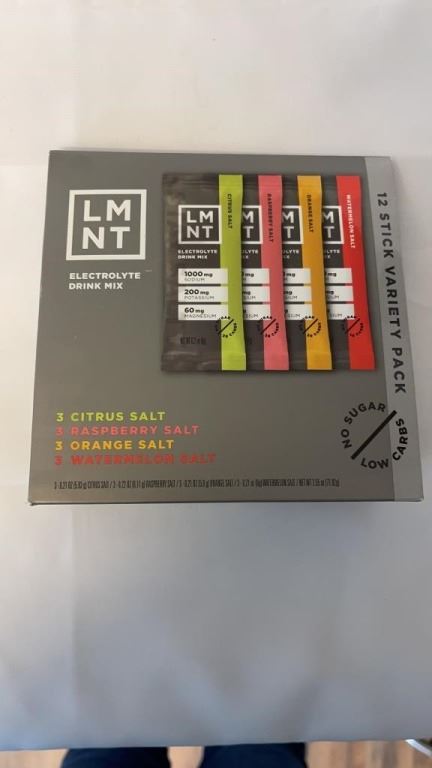 LM
NT
ELECTROLYTE
DRINK MIX
LM
NT
ELECTROLYTE
DRINK MIX
1000 mg
SODIUM
200 mg
POTASSIUM
60 mg
MAGNESIUM
CITRUS SALT
RASPBERRY SALT
ORANGE SALT
WATERMELON SALT
12 STICK VARIETY PACK
3 CITRUS SALT
3 RASPBERRY SALT
3 ORANGE SALT
3 WATERMELON SALT
NO SUGAR
LOW CARBS